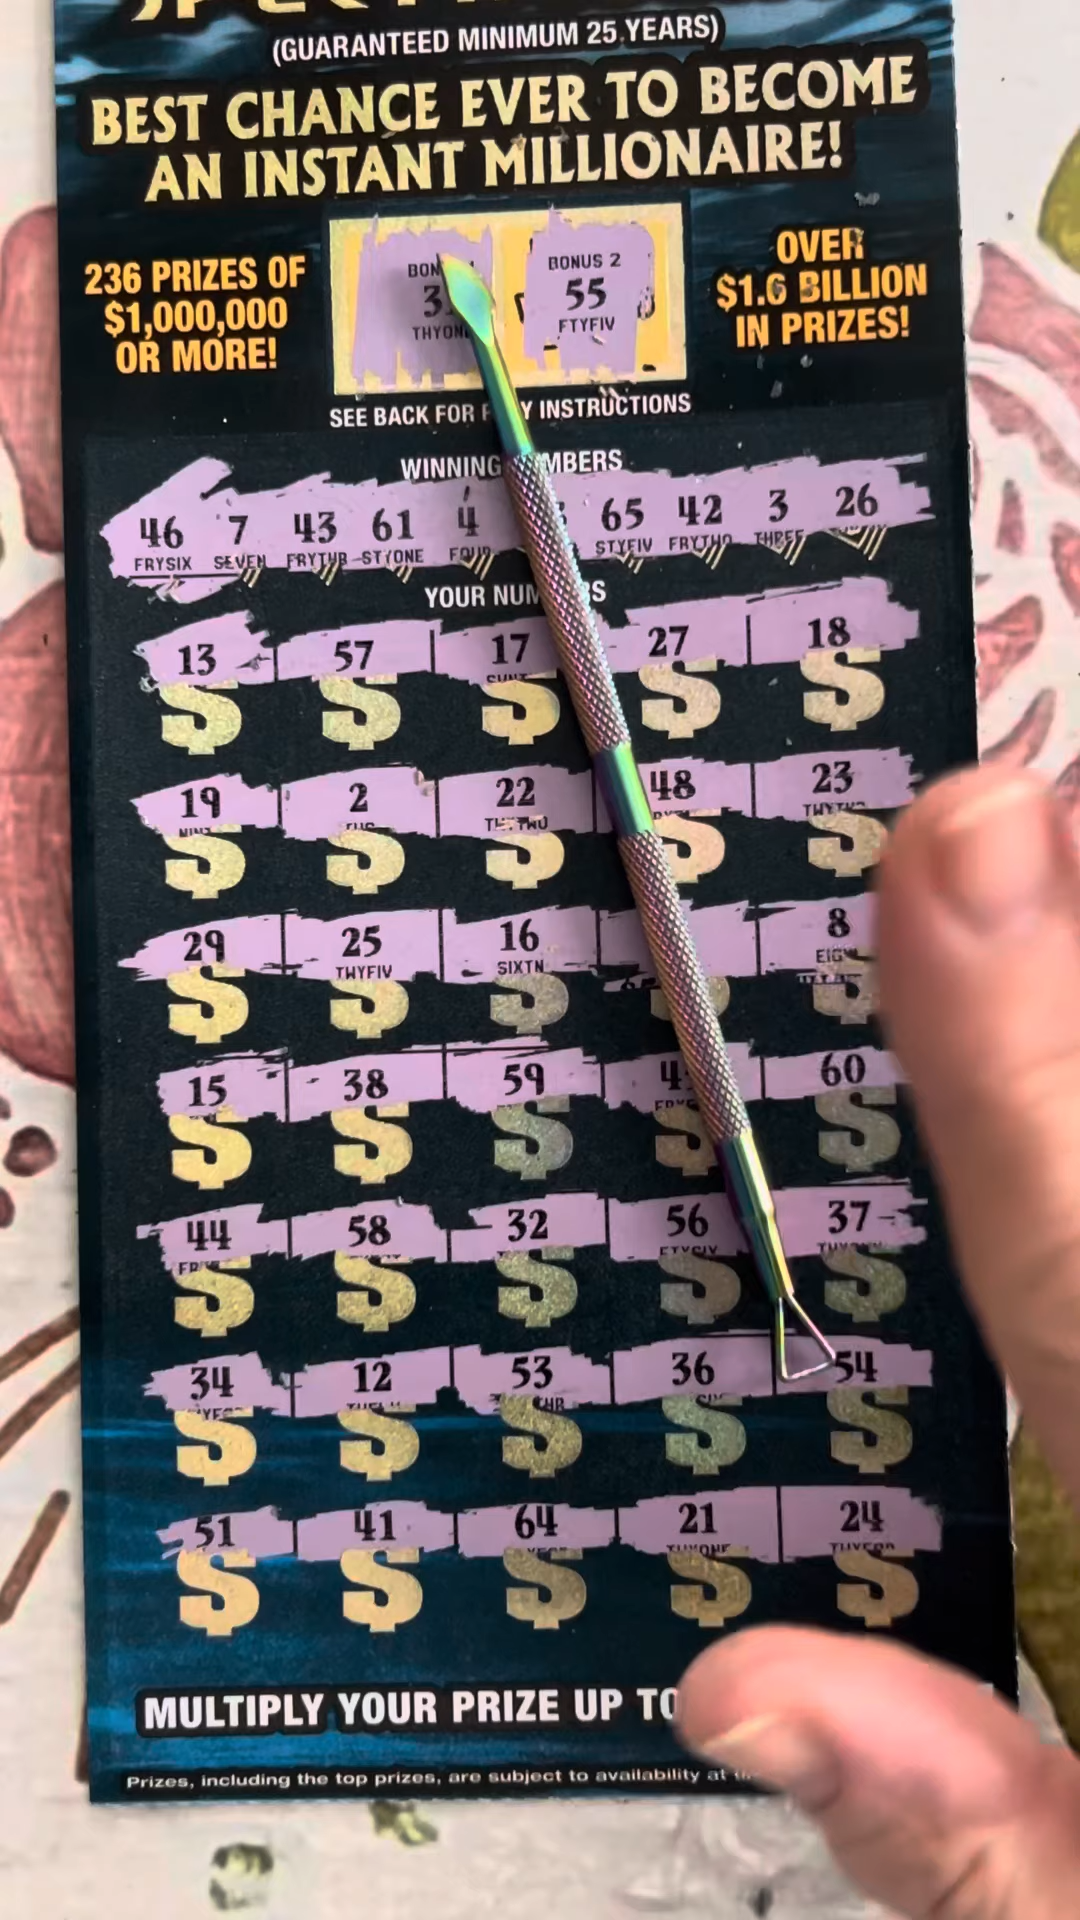 (GUARANTEED MINIMUM 25 YEARS)
BEST CHANCE EVER TO BECOME
AN INSTANT MILLIONAIRE!
236 PRIZES OF
$1,000,000
OR MORE!
BONUS 2
55
FTYFIV
OVER
$1.6 BILLION
IN PRIZES!
SEE BACK FOR INSTRUCTIONS
WINNING
46 7 43 61 4 65 42 3 26
FRYSIX SEVEN FRYTHR STYONE FOUR STYFIV FRYTWO THREE
YOUR
13 57 17 27 18
$ $ $ $ $
19 2 22 48 23
$ $ $ $ $
29 25 16 8
TWYFIV SIXTN
$ $ $ $ $
15 38 59 60
$ $ $ $ $
44 58 32 56 37
$ $ $ $ $
34 12 53 36 54
$ $ $ $ $
51 41 64 21 24
$ $ $ $ $
MULTIPLY YOUR PRIZE UP TO
Prizes, including the top prizes, are subject to availability at